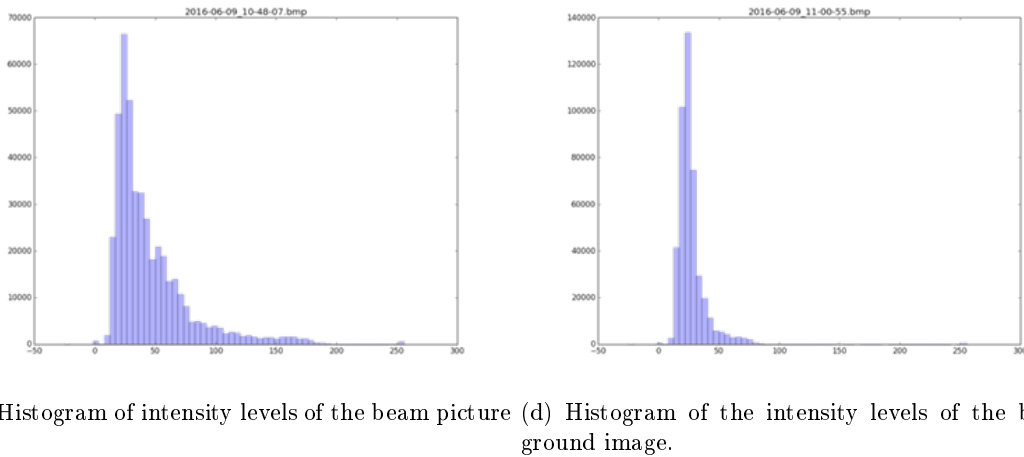 2016-06-09_10-48-07.bmp
70000
60000
50000
40000
30000
20000
10000
0
−50 0 50 100 150 200 250 300
2016-06-09_11-00-55.bmp
140000
120000
100000
80000
60000
40000
20000
0
−50 0 50 100 150 200 250 300
Histogram of intensity levels of the beam picture
(d) Histogram of the intensity levels of the b
ground image.